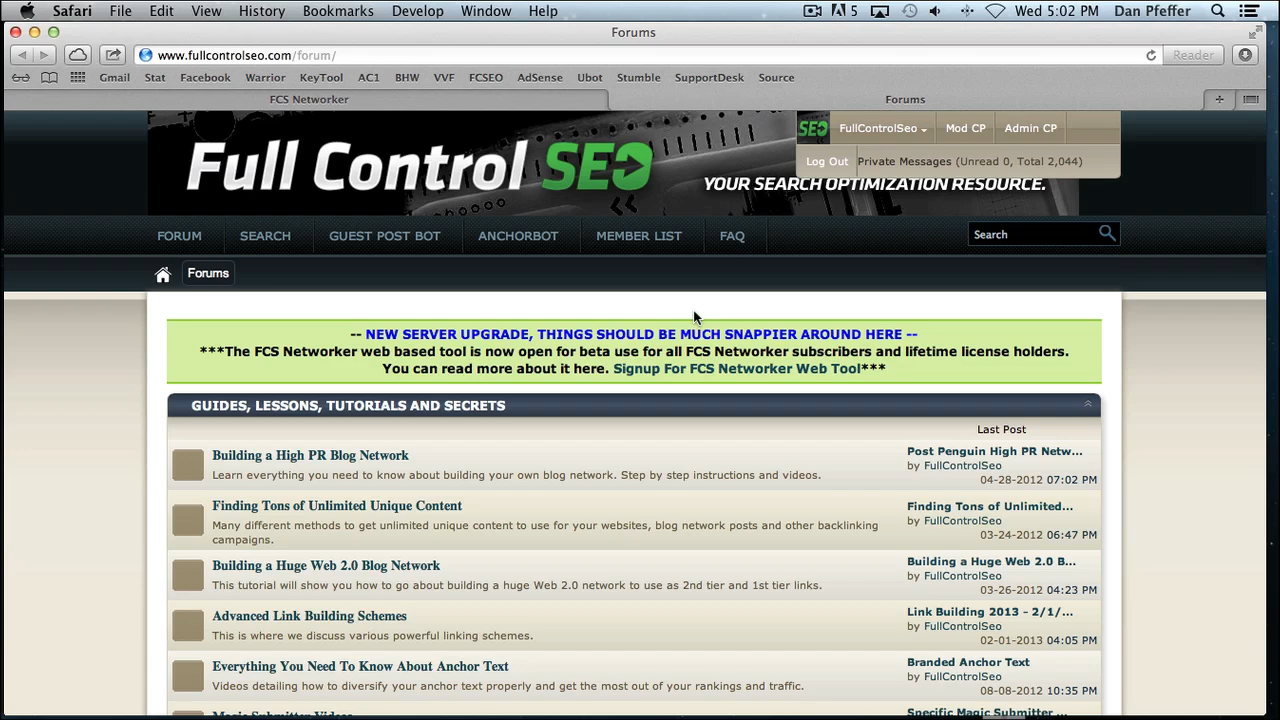 Safari File Edit View History Bookmarks Develop Window Help 5 Wed 5:02 PM Dan Pfeffer
Forums
www.fullcontrolseo.com/forum/ Reader
Gmail Stat Facebook Warrior KeyTool AC1 BHW VVF FCSEO AdSense Ubot Stumble SupportDesk Source
FCS Networker Forums
SEO FullControlSeo Mod CP Admin CP
Log Out Private Messages (Unread 0, Total 2,044)
Full Control SEO
YOUR SEARCH OPTIMIZATION RESOURCE.
FORUM SEARCH GUEST POST BOT ANCHORBOT MEMBER LIST FAQ Search
Forums
-- NEW SERVER UPGRADE, THINGS SHOULD BE MUCH SNAPPIER AROUND HERE --
***The FCS Networker web based tool is now open for beta use for all FCS Networker subscribers and lifetime license holders.
You can read more about it here. Signup For FCS Networker Web Tool***
GUIDES, LESSONS, TUTORIALS AND SECRETS
Last Post
Building a High PR Blog Network
Learn everything you need to know about building your own blog network. Step by step instructions and videos.
Post Penguin High PR Netw...
by FullControlSeo
04-28-2012 07:02 PM
Finding Tons of Unlimited Unique Content
Many different methods to get unlimited unique content to use for your websites, blog network posts and other backlinking
campaigns.
Finding Tons of Unlimited...
by FullControlSeo
03-24-2012 06:47 PM
Building a Huge Web 2.0 Blog Network
This tutorial will show you how to go about building a huge Web 2.0 network to use as 2nd tier and 1st tier links.
Building a Huge Web 2.0 B...
by FullControlSeo
03-26-2012 04:23 PM
Advanced Link Building Schemes
This is where we discuss various powerful linking schemes.
Link Building 2013 - 2/1/...
by FullControlSeo
02-01-2013 04:05 PM
Everything You Need To Know About Anchor Text
Videos detailing how to diversify your anchor text properly and get the most out of your rankings and traffic.
Branded Anchor Text
by FullControlSeo
08-08-2012 10:35 PM
Magic Submitter Videos
Specific Magic Submitter ...